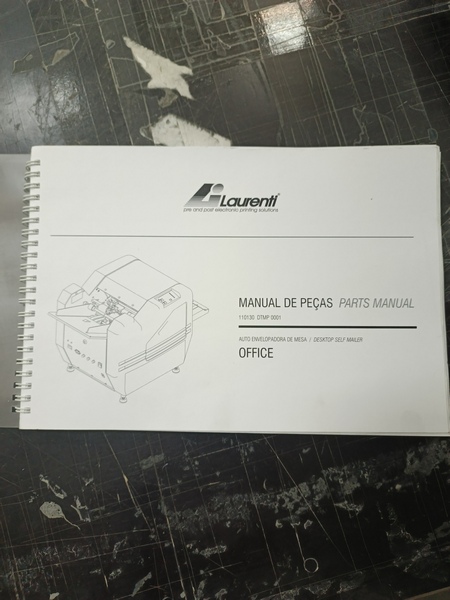 Laurenti®
pre and post electronic printing solutions
MANUAL DE PEÇAS PARTS MANUAL
110130 DTMP 0001
AUTO ENVELOPADORA DE MESA / DESKTOP SELF MAILER
OFFICE